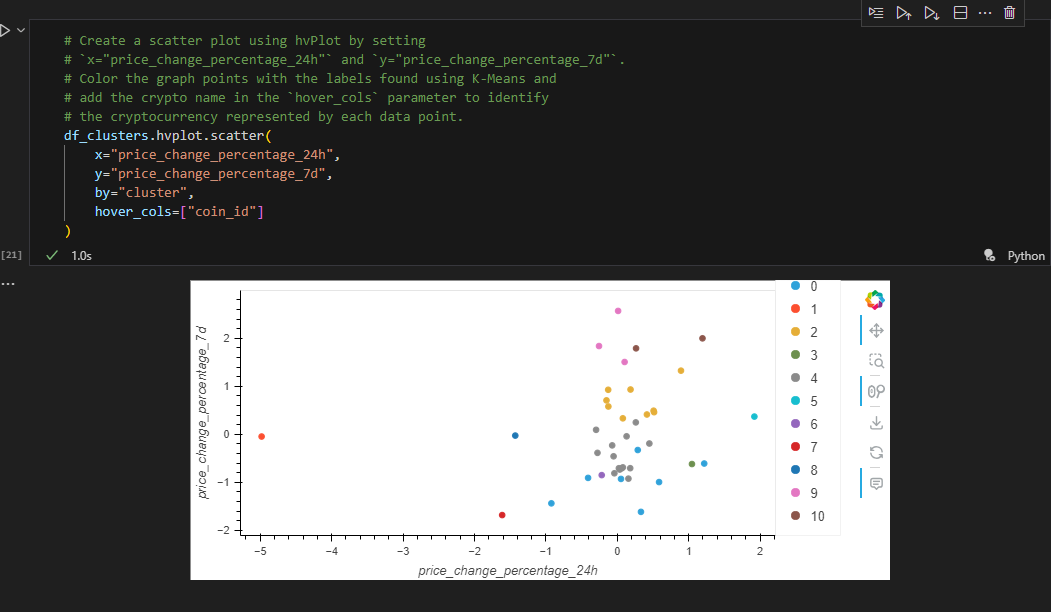 # Create a scatter plot using hvPlot by setting
# `x="price_change_percentage_24h"` and `y="price_change_percentage_7d"`.
# Color the graph points with the labels found using K-Means and
# add the crypto name in the `hover_cols` parameter to identify
# the cryptocurrency represented by each data point.
df_clusters.hvplot.scatter(
    x="price_change_percentage_24h",
    y="price_change_percentage_7d",
    by="cluster",
    hover_cols=["coin_id"]
)
[21]
1.0s
Python
price_change_percentage_7d
2
1
0
−1
−2
−5
−4
−3
−2
−1
0
1
2
price_change_percentage_24h
0
1
2
3
4
5
6
7
8
9
10